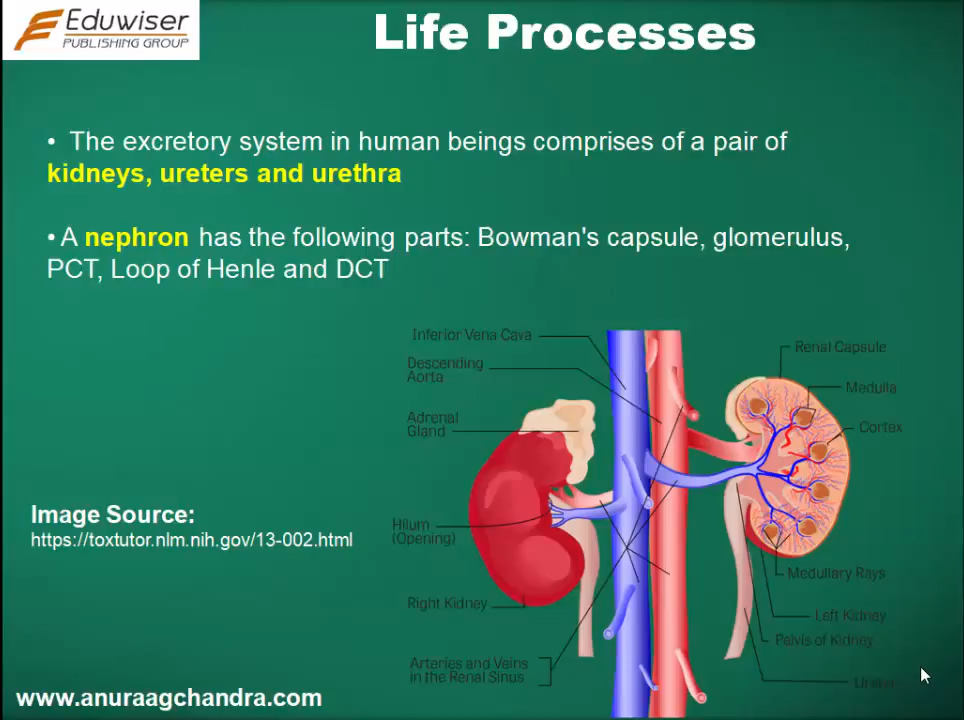 Eduwiser
PUBLISHING GROUP
Life Processes
• The excretory system in human beings comprises of a pair of
kidneys, ureters and urethra
• A nephron has the following parts: Bowman's capsule, glomerulus,
PCT, Loop of Henle and DCT
Inferior Vena Cava
Descending
Aorta
Adrenal
Gland
Hilum
(Opening)
Right Kidney
Arteries and Veins
in the Renal Sinus
Renal Capsule
Medulla
Cortex
Medullary Rays
Left Kidney
Pelvis of Kidney
Image Source:
https://toxtutor.nlm.nih.gov/13-002.html
www.anuraagchandra.com